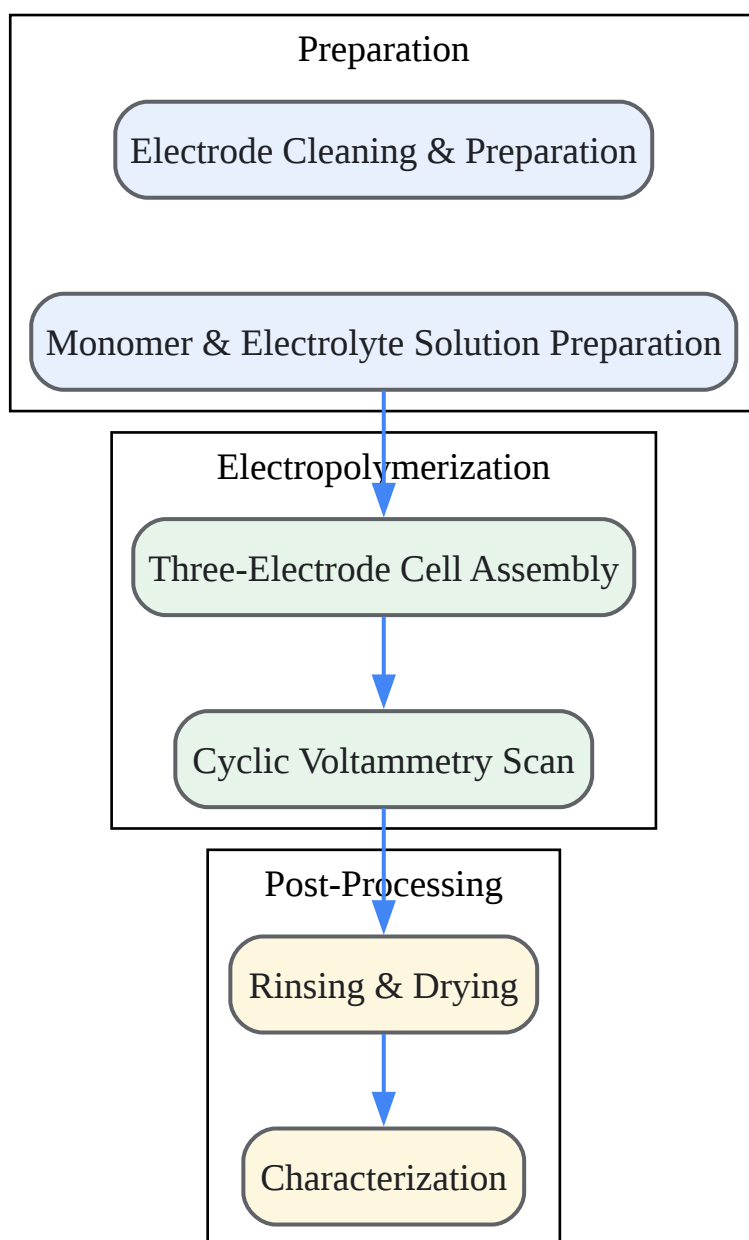 Preparation
Electrode Cleaning & Preparation
Monomer & Electrolyte Solution Preparation
Electropolymerization
Three-Electrode Cell Assembly
Cyclic Voltammetry Scan
Post-Processing
Rinsing & Drying
Characterization